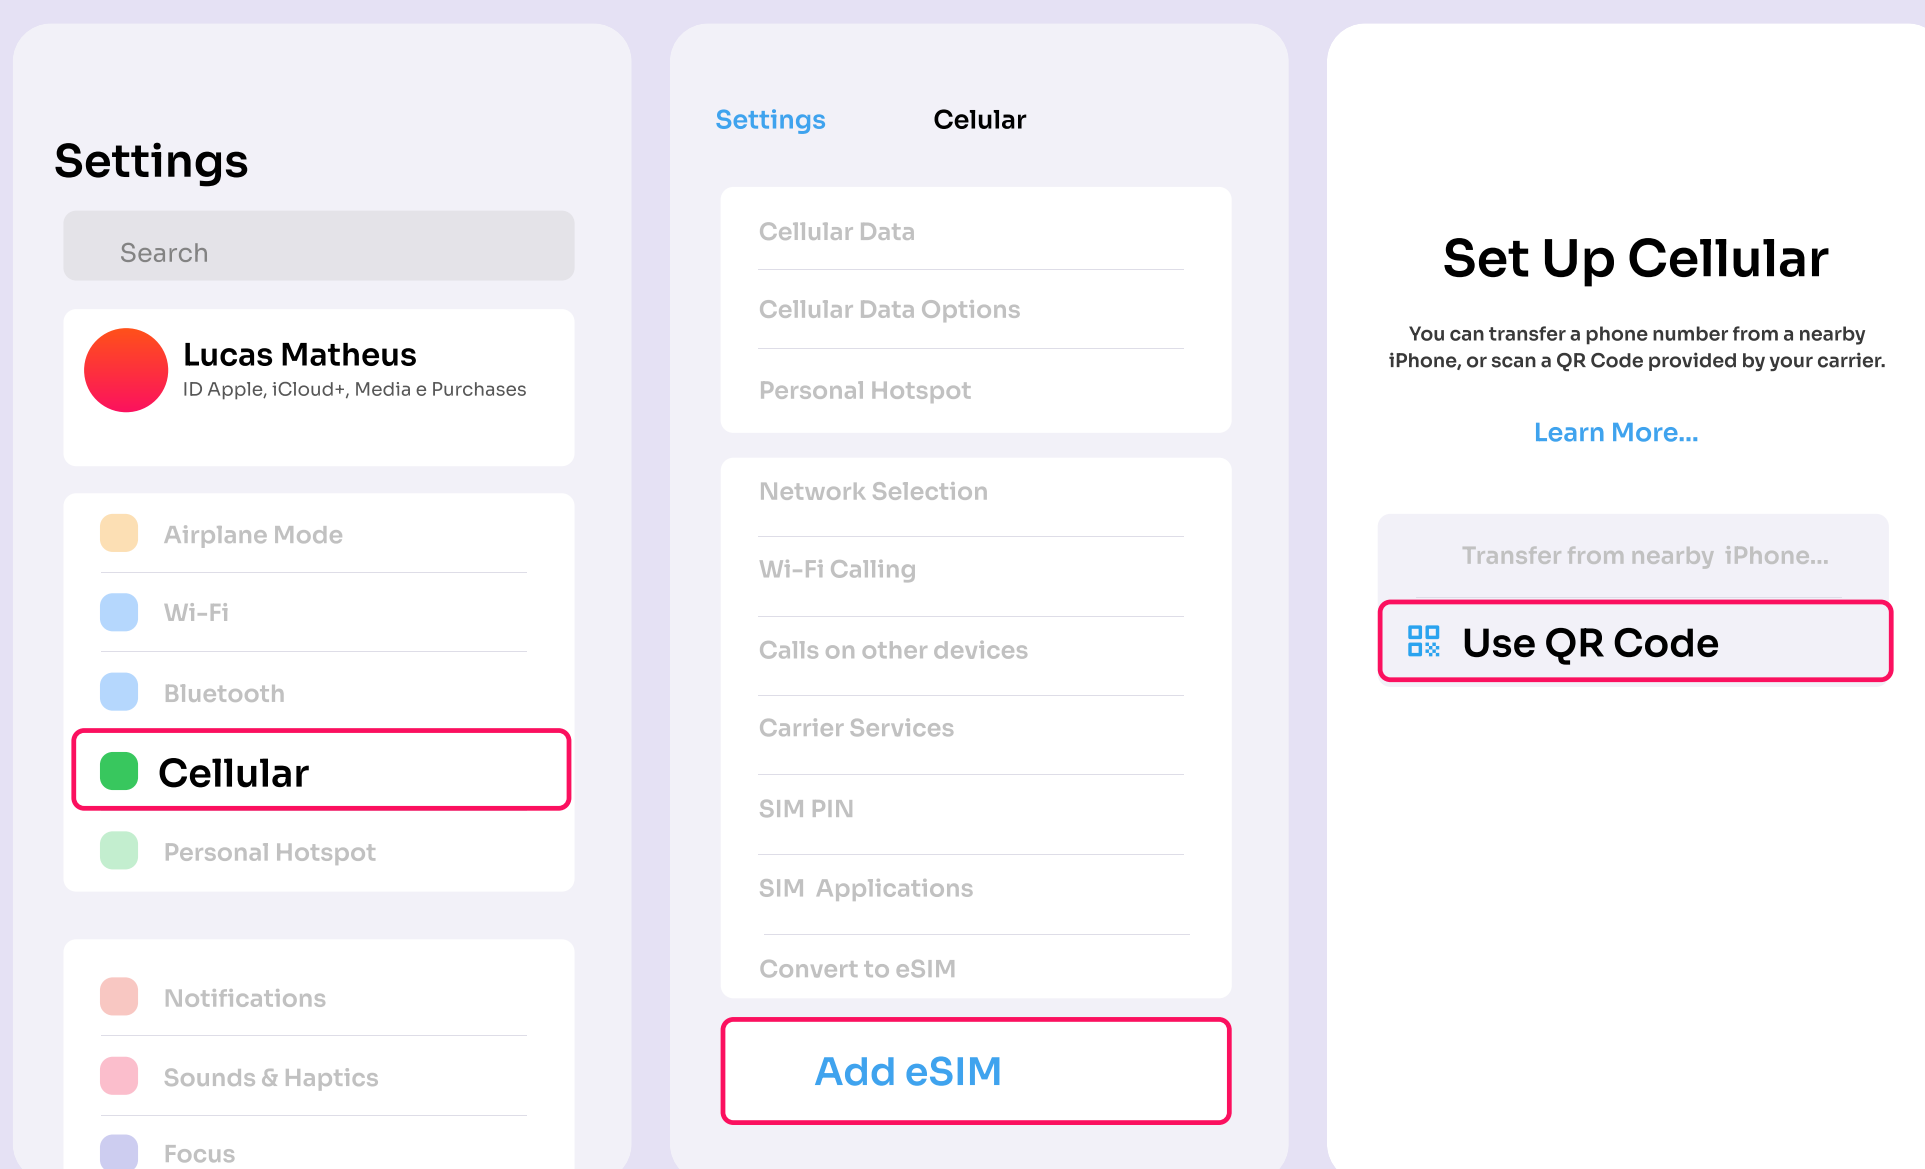 Settings
Search
Lucas Matheus
ID Apple, iCloud+, Media e Purchases
Airplane Mode
Wi-Fi
Bluetooth
Cellular
Personal Hotspot
Notifications
Sounds & Haptics
Focus
Settings
Celular
Cellular Data
Cellular Data Options
Personal Hotspot
Network Selection
Wi-Fi Calling
Calls on other devices
Carrier Services
SIM PIN
SIM Applications
Convert to eSIM
Add eSIM
Set Up Cellular
You can transfer a phone number from a nearby
iPhone, or scan a QR Code provided by your carrier.
Learn More...
Transfer from nearby iPhone...
Use QR Code